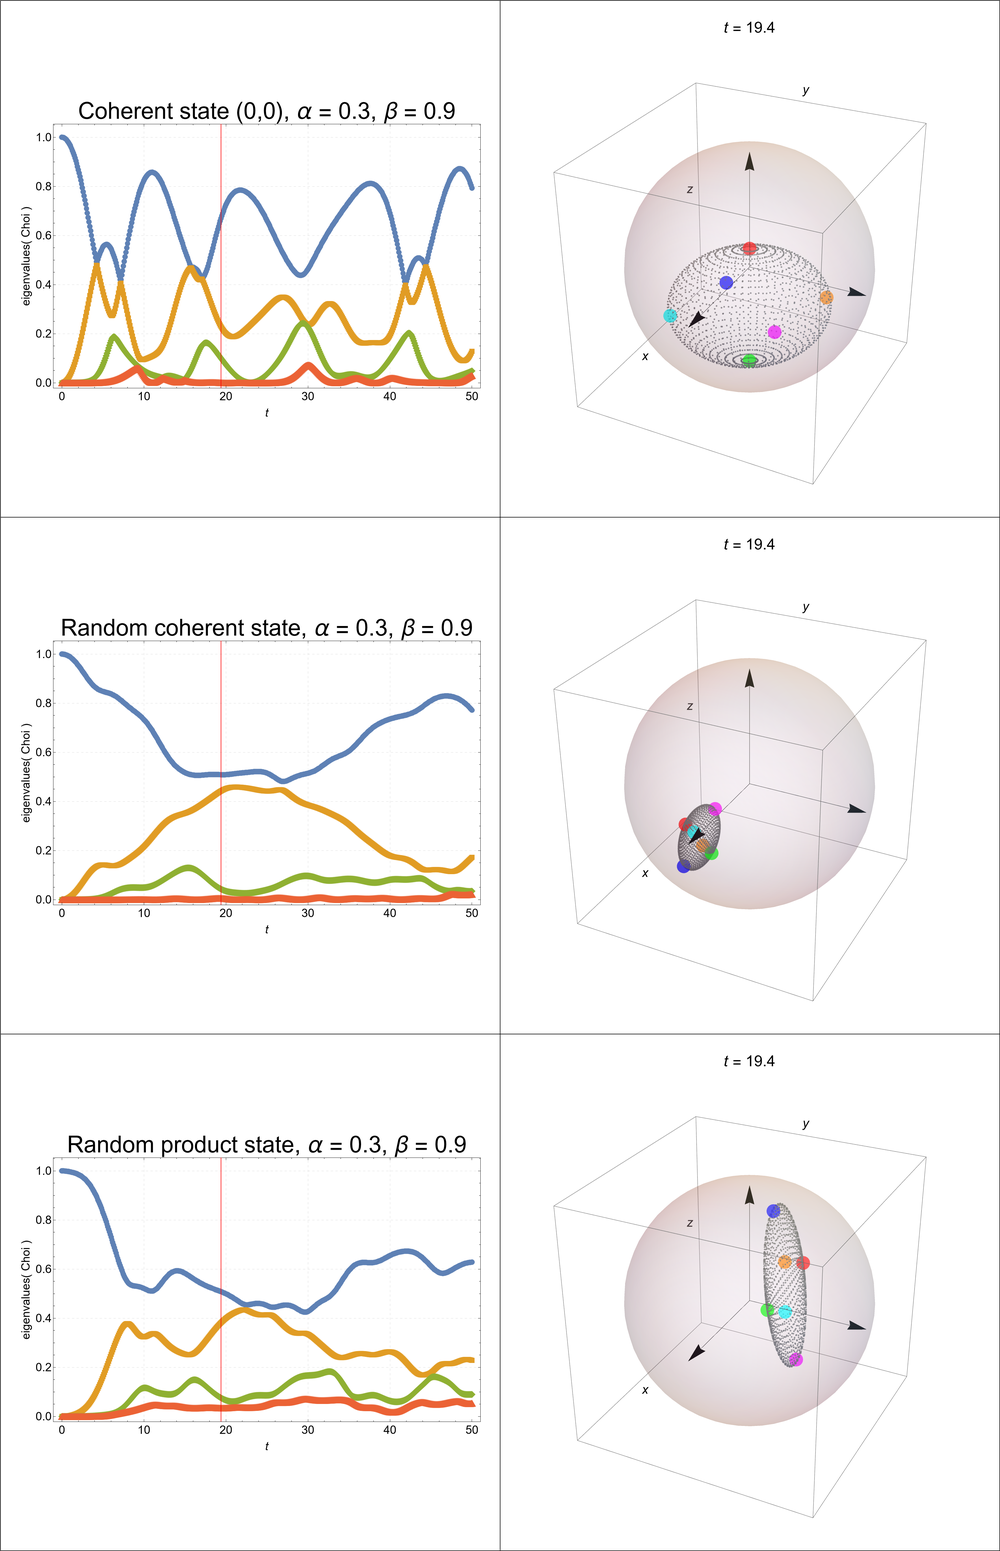 Coherent state (0,0), α = 0.3, β = 0.9
eigenvalues( Choi )
1.0
0.8
0.6
0.4
0.2
0.0
0 10 20 30 40 50
t
t = 19.4
y
z
x
Random coherent state, α = 0.3, β = 0.9
eigenvalues( Choi )
1.0
0.8
0.6
0.4
0.2
0.0
0 10 20 30 40 50
t
t = 19.4
y
z
x
Random product state, α = 0.3, β = 0.9
eigenvalues( Choi )
1.0
0.8
0.6
0.4
0.2
0.0
0 10 20 30 40 50
t
t = 19.4
y
z
x